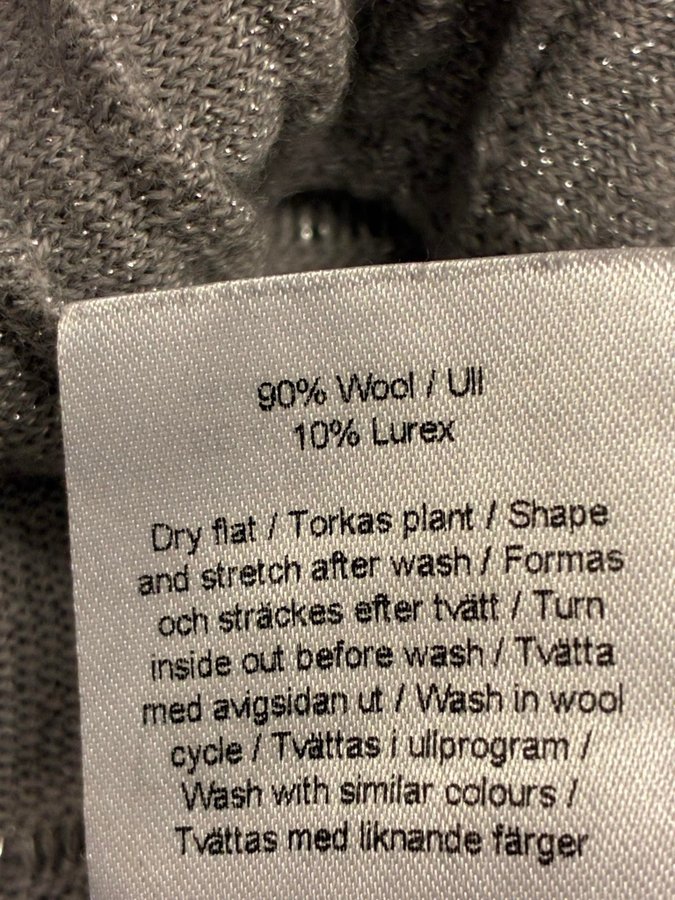 90% Wool / Ull
10% Lurex
Dry flat / Torkas plant / Shape
and stretch after wash / Formas
och sträckes efter tvätt / Turn
inside out before wash / Tvätta
med avigsidan ut / Wash in wool
cycle / Tvättas i ullprogram /
Wash with similar colours /
Tvättas med liknande färger